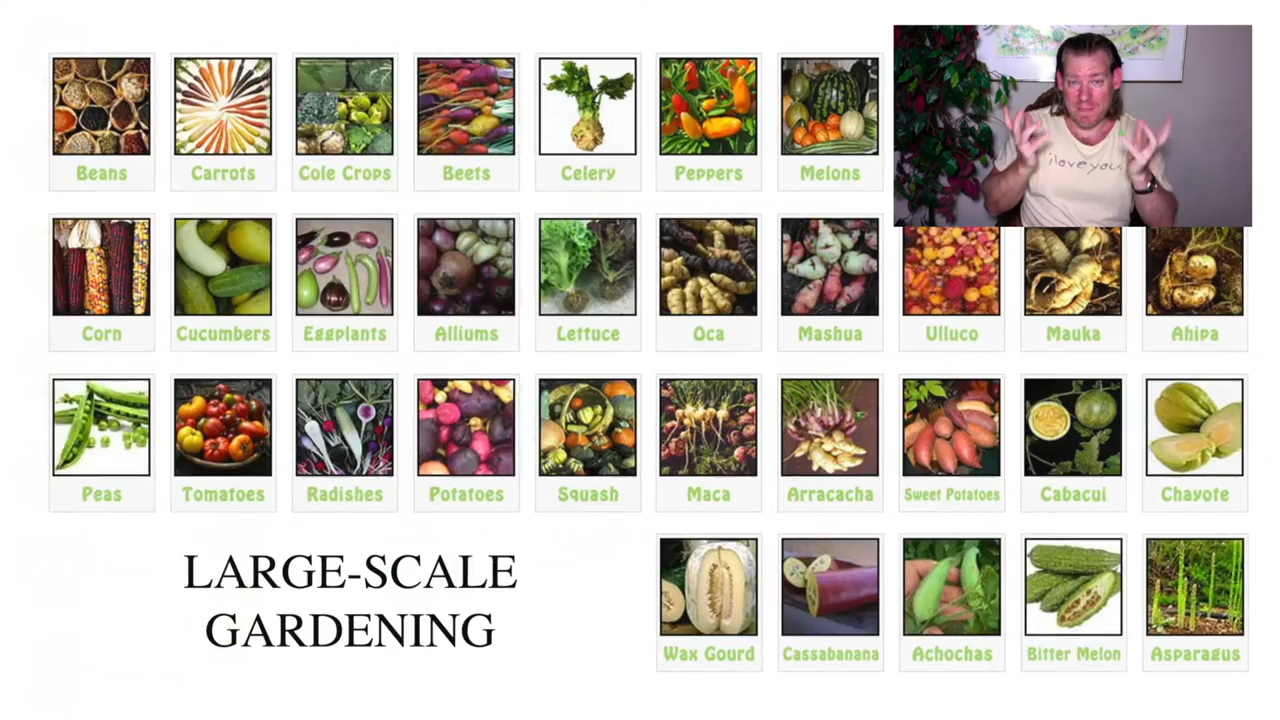 Beans
Carrots
Cole Crops
Beets
Celery
Peppers
Melons
iloveyou
Corn
Cucumbers
Eggplants
Alliums
Lettuce
Oca
Mashua
Ulluco
Mauka
Ahipa
Peas
Tomatoes
Radishes
Potatoes
Squash
Maca
Arracacha
Sweet Potatoes
Cabacui
Chayote
LARGE-SCALE
GARDENING
Wax Gourd
Cassabanana
Achochas
Bitter Melon
Asparagus